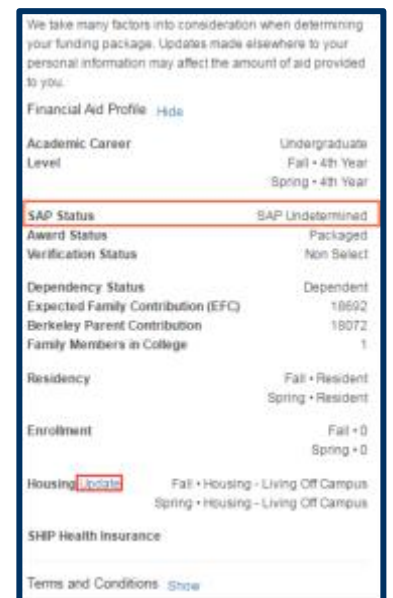 We take many factors into consideration when determining
your funding package. Updates made elsewhere to your
personal information may affect the amount of aid provided
to you.
Financial Aid Profile Hide
Academic Career Undergraduate
Level Fall • 4th Year
Spring • 4th Year
SAP Status SAP Undetermined
Award Status Packaged
Verification Status Non Select
Dependency Status Dependent
Expected Family Contribution (EFC) 18692
Berkeley Parent Contribution 18072
Family Members in College 1
Residency Fall • Resident
Spring • Resident
Enrollment Fall • 0
Spring • 0
Housing Update Fall • Housing - Living Off Campus
Spring • Housing - Living Off Campus
SHIP Health Insurance
Terms and Conditions Show